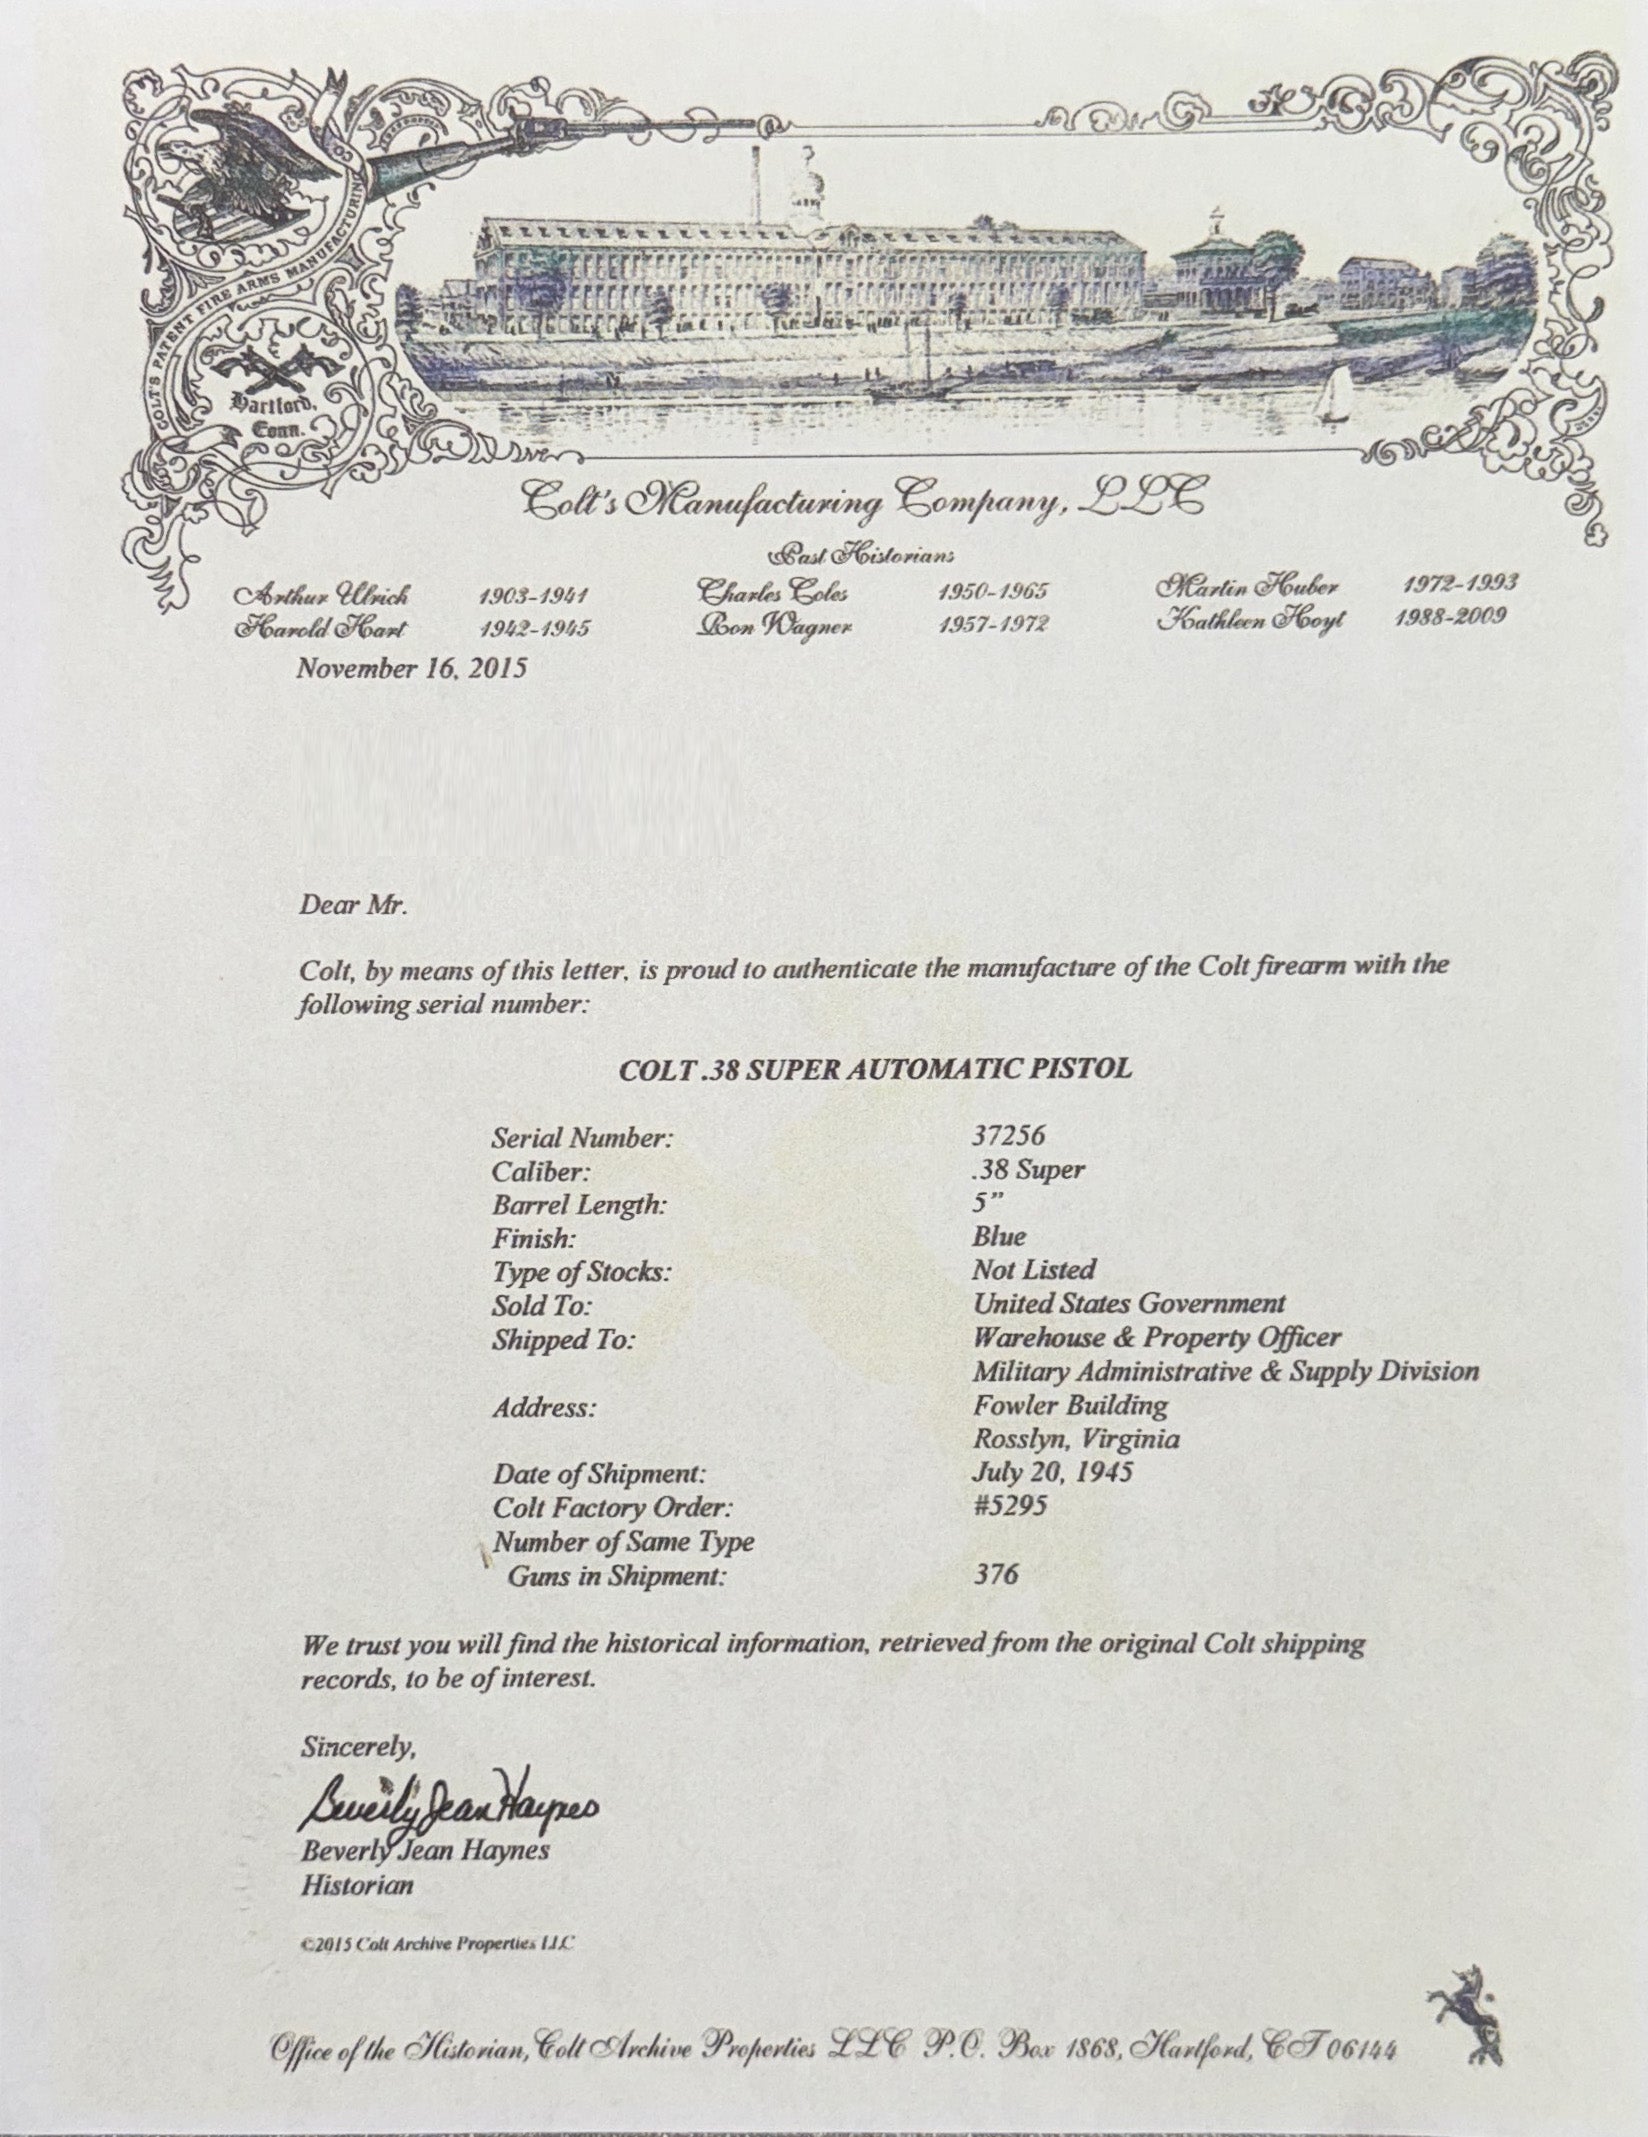 COLT'S PATENT FIRE ARMS MANUFACTURING CO
Hartford,
Conn.
Colt's Manufacturing Company, LLC
Past Historians
Arthur Ulrich 1903-1941 Charles Coles 1950-1965 Martin Huber 1972-1993
Harold Hart 1942-1945 Ron Wagner 1957-1972 Kathleen Hoyt 1988-2009
November 16, 2015
Dear Mr.
Colt, by means of this letter, is proud to authenticate the manufacture of the Colt firearm with the
following serial number:
COLT .38 SUPER AUTOMATIC PISTOL
Serial Number: 37256
Caliber: .38 Super
Barrel Length: 5”
Finish: Blue
Type of Stocks: Not Listed
Sold To: United States Government
Shipped To: Warehouse & Property Officer
Military Administrative & Supply Division
Address: Fowler Building
Rosslyn, Virginia
Date of Shipment: July 20, 1945
Colt Factory Order: #5295
Number of Same Type
Guns in Shipment: 376
We trust you will find the historical information, retrieved from the original Colt shipping
records, to be of interest.
Sincerely,
Beverly Jean Haynes
Beverly Jean Haynes
Historian
©2015 Colt Archive Properties LLC
Office of the Historian, Colt Archive Properties LLC P.O. Box 1868, Hartford, CT 06144